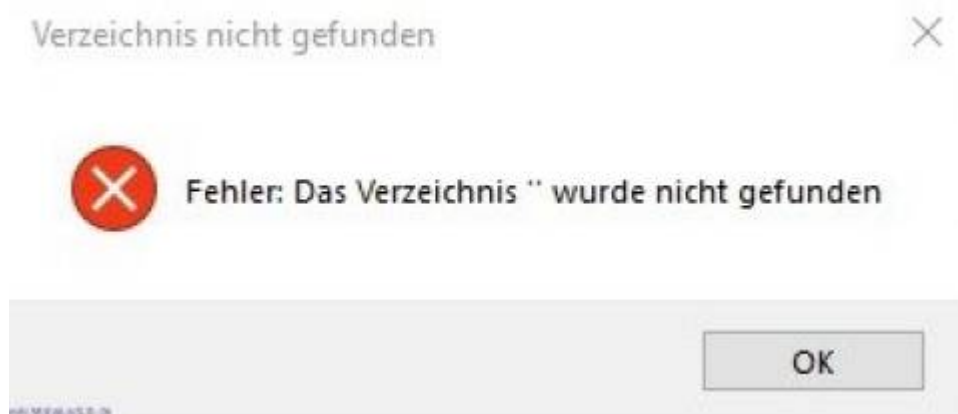 Verzeichnis nicht gefunden
Fehler: Das Verzeichnis '' wurde nicht gefunden
OK